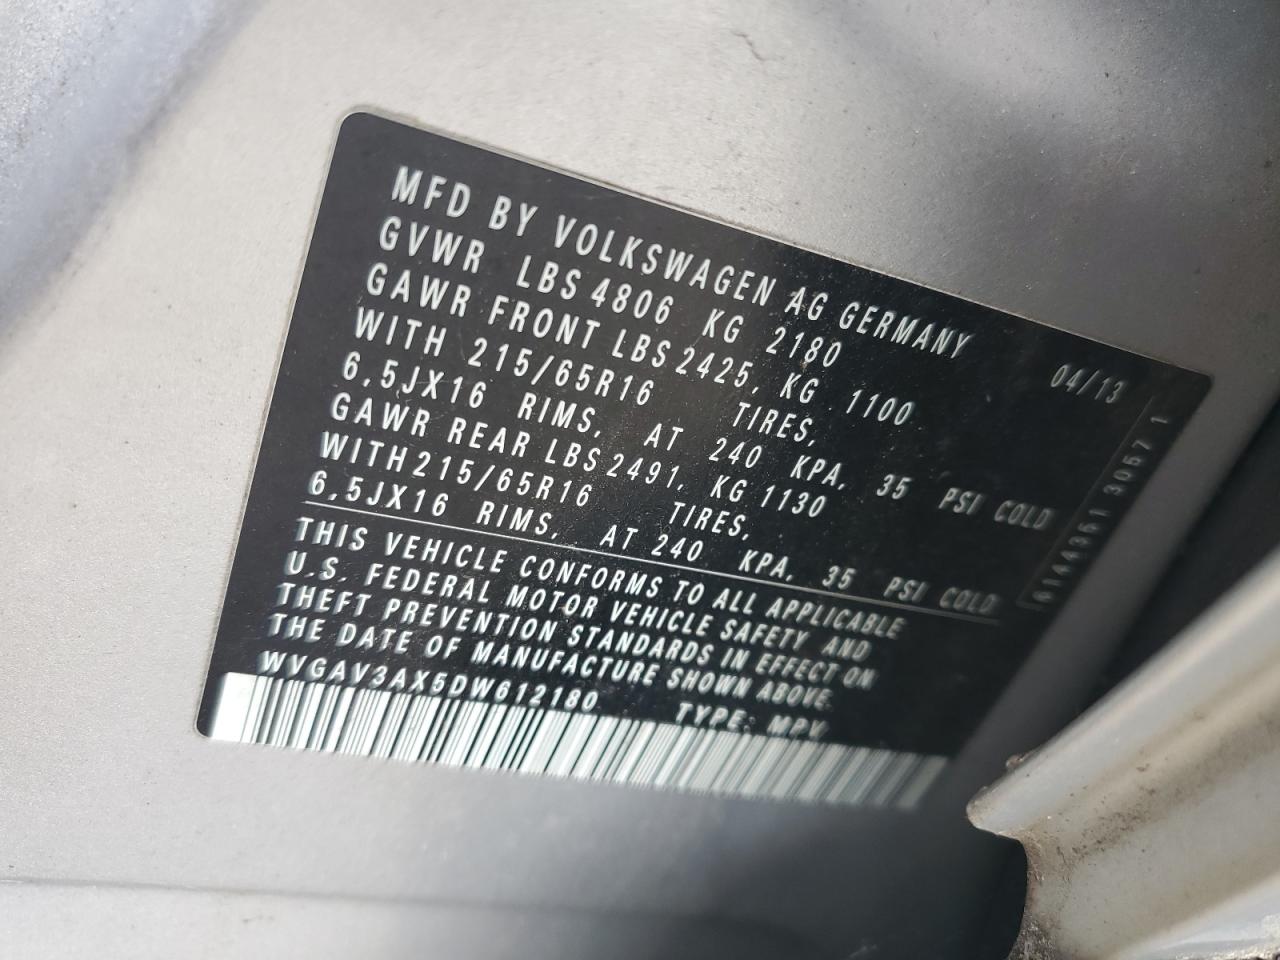 MFD BY VOLKSWAGEN AG GERMANY
GVWR LBS 4806 KG 2180 04/13
GAWR FRONT LBS 2425, KG 1100
WITH 215/65R16 TIRES,
6,5JX16 RIMS, AT 240 KPA, 35 PSI COLD
GAWR REAR LBS 2491, KG 1130
WITH 215/65R16 TIRES,
6,5JX16 RIMS, AT 240 KPA, 35 PSI COLD
THIS VEHICLE CONFORMS TO ALL APPLICABLE
U.S. FEDERAL MOTOR VEHICLE SAFETY AND
THEFT PREVENTION STANDARDS IN EFFECT ON
THE DATE OF MANUFACTURE SHOWN ABOVE.
WVGAV3AX5DW612180 TYPE: MPV